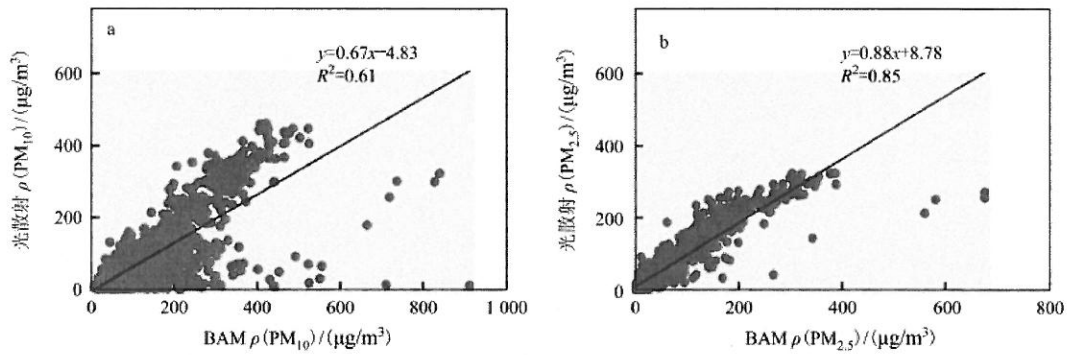 a
y=0.67x−4.83
R²=0.61
光散射 ρ(PM₁₀)/(μg/m³)
600
400
200
0
0 200 400 600 800 1 000
BAM ρ(PM₁₀)/(μg/m³)
b
y=0.88x+8.78
R²=0.85
光散射 ρ(PM₂.₅)/(μg/m³)
600
400
200
0
0 200 400 600 800
BAM ρ(PM₂.₅)/(μg/m³)